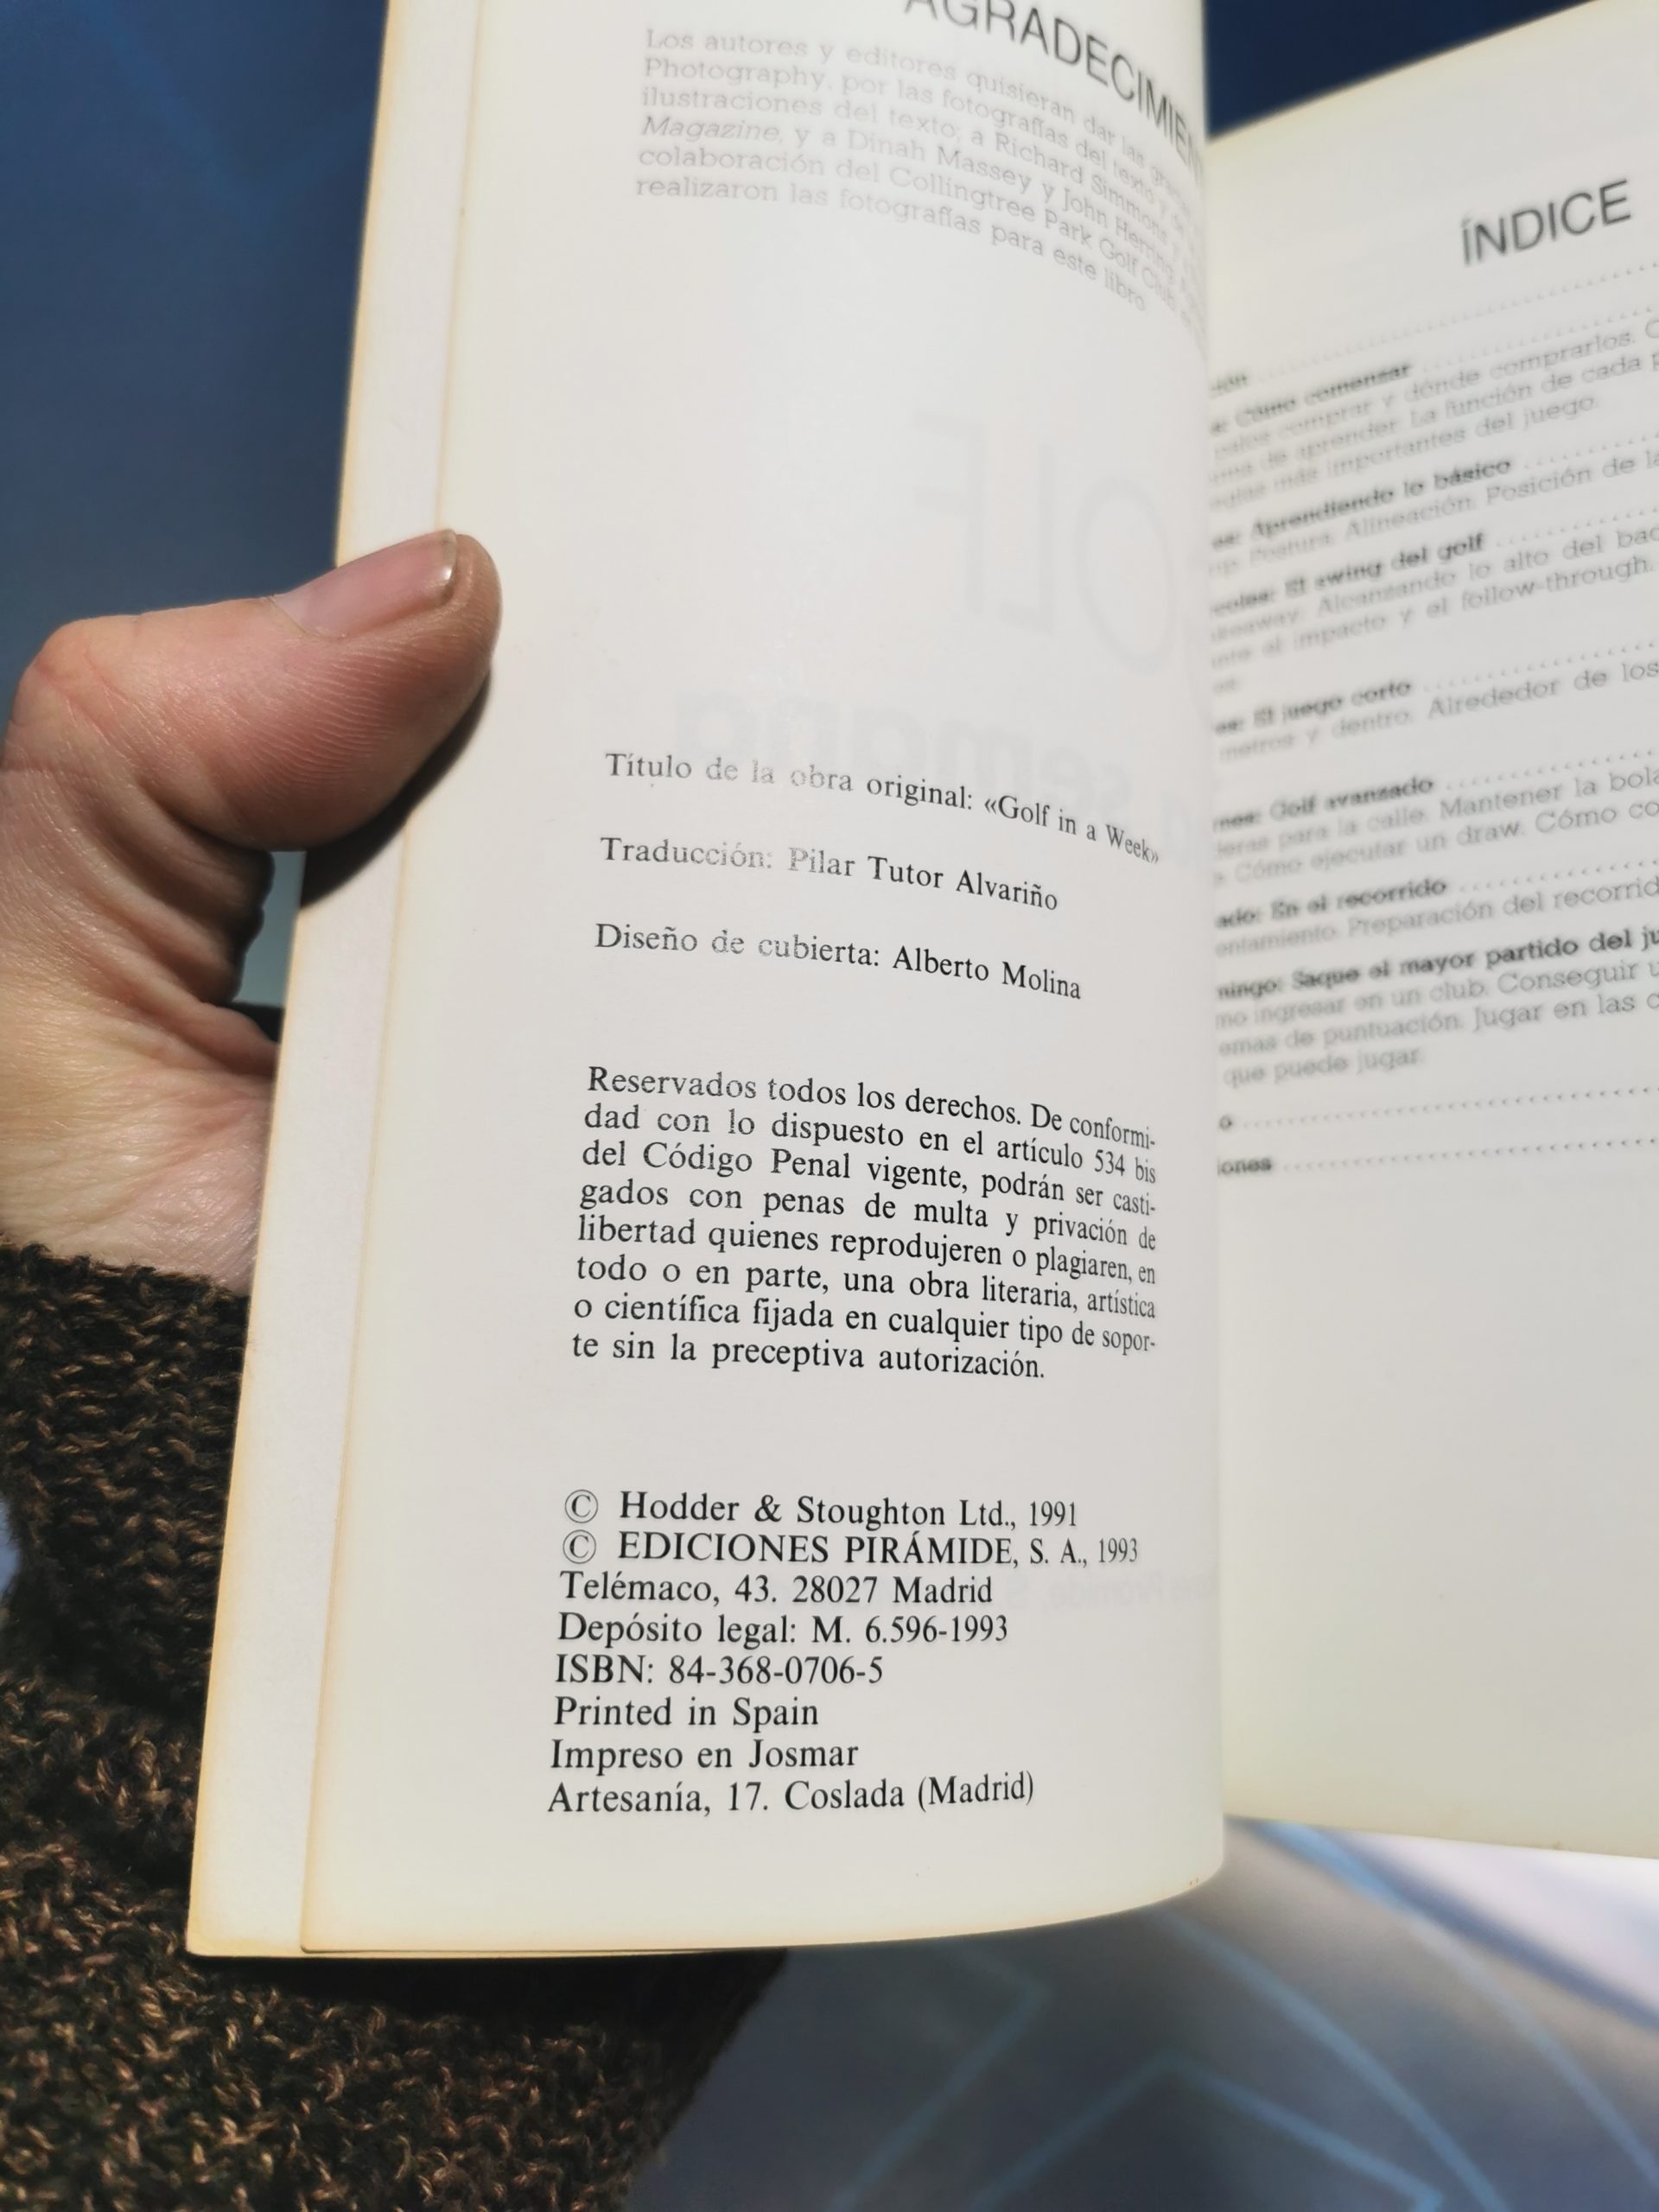 Los autores y editores quisieran dar las
Photography, por las fotografías del texto y de
ilustraciones del texto; a Richard Simmons
Magazine, y a Dinah Massey y John Herring
colaboración del Collingtree Park Golf Club,
realizaron las fotografías para este libro
Título de la obra original: «Golf in a Week»
Traducción: Pilar Tutor Alvariño
Diseño de cubierta: Alberto Molina
Reservados todos los derechos. De conformi-
dad con lo dispuesto en el artículo 534 bis
del Código Penal vigente, podrán ser casti-
gados con penas de multa y privación de
libertad quienes reprodujeren o plagiaren, en
todo o en parte, una obra literaria, artística
o científica fijada en cualquier tipo de sopor-
te sin la preceptiva autorización.
© Hodder & Stoughton Ltd., 1991
© EDICIONES PIRÁMIDE, S. A., 1993
Telémaco, 43. 28027 Madrid
Depósito legal: M. 6.596-1993
ISBN: 84-368-0706-5
Printed in Spain
Impreso en Josmar
Artesanía, 17. Coslada (Madrid)
ÍNDICE
Cómo comenzar
palos comprar y dónde comprarlos.
de aprender. La función de cada
más importantes del juego.
Aprendiendo lo básico
Postura. Alineación. Posición de
El swing del golf
Alcanzando lo alto del
el impacto y el follow-through.
El juego corto
metros y dentro. Alrededor de los
Golf avanzado
para la calle. Mantener la bola
Cómo ejecutar un draw. Cómo
En el recorrido
Preparación del
Saque el mayor partido del
ingresar en un club. Conseguir
de puntuación. Jugar en las
que puede jugar.